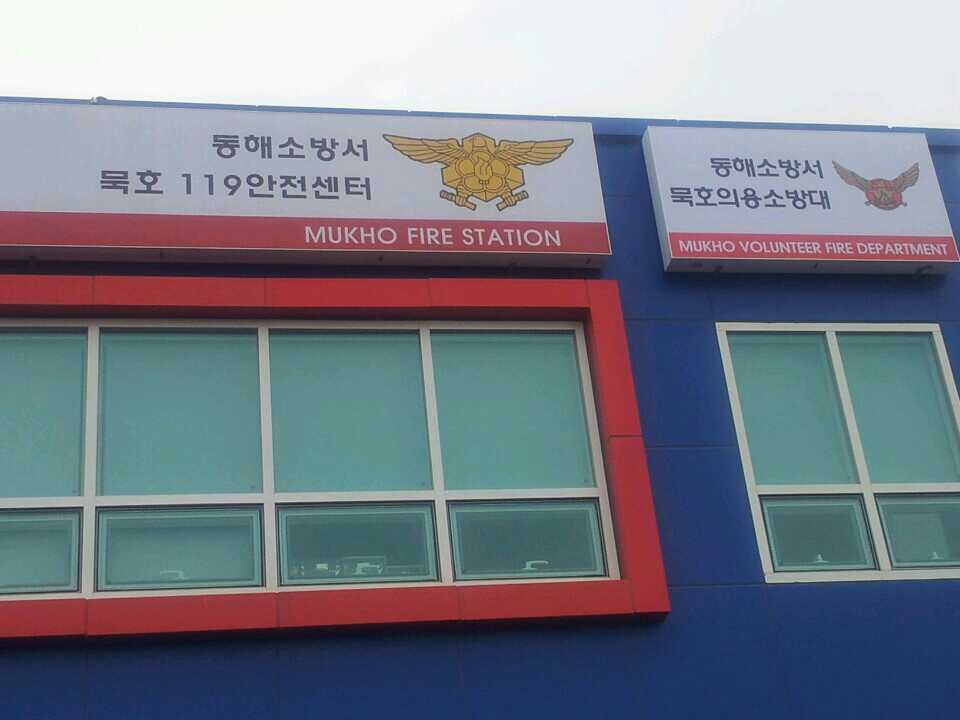 동해소방서
묵호 119안전센터
MUKHO FIRE STATION
동해소방서
묵호의용소방대
MUKHO VOLUNTEER FIRE DEPARTMENT